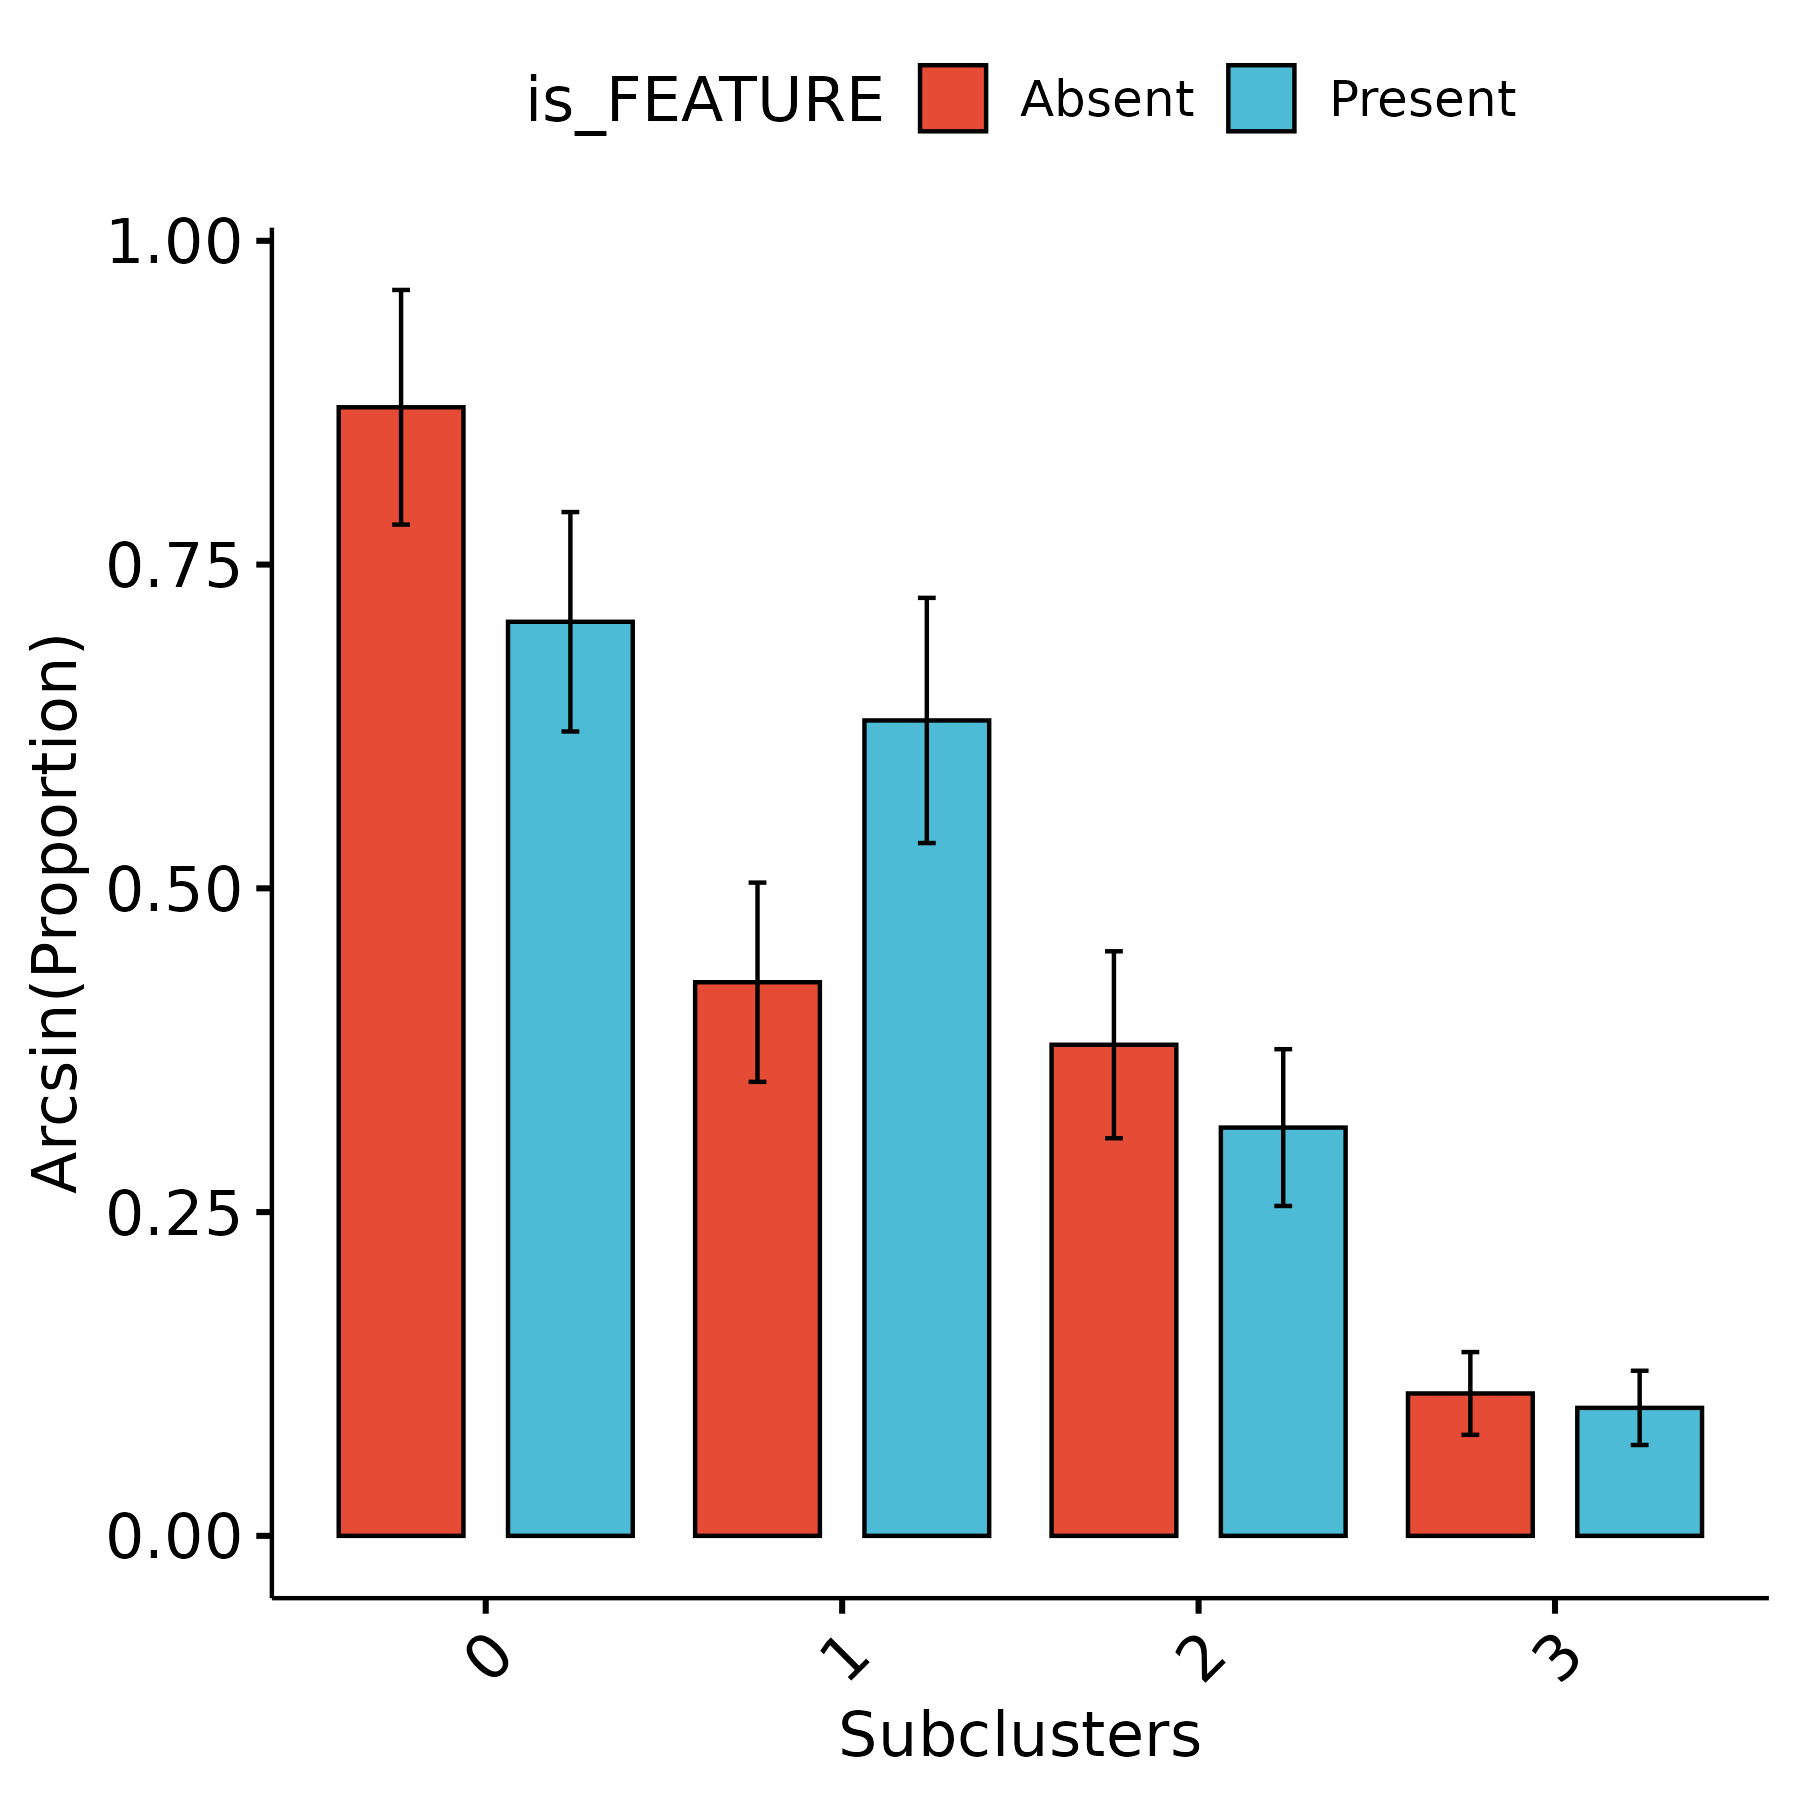 is_FEATURE Absent Present
1.00
0.75
0.50
0.25
0.00
Arcsin(Proportion)
0 1 2 3
Subclusters